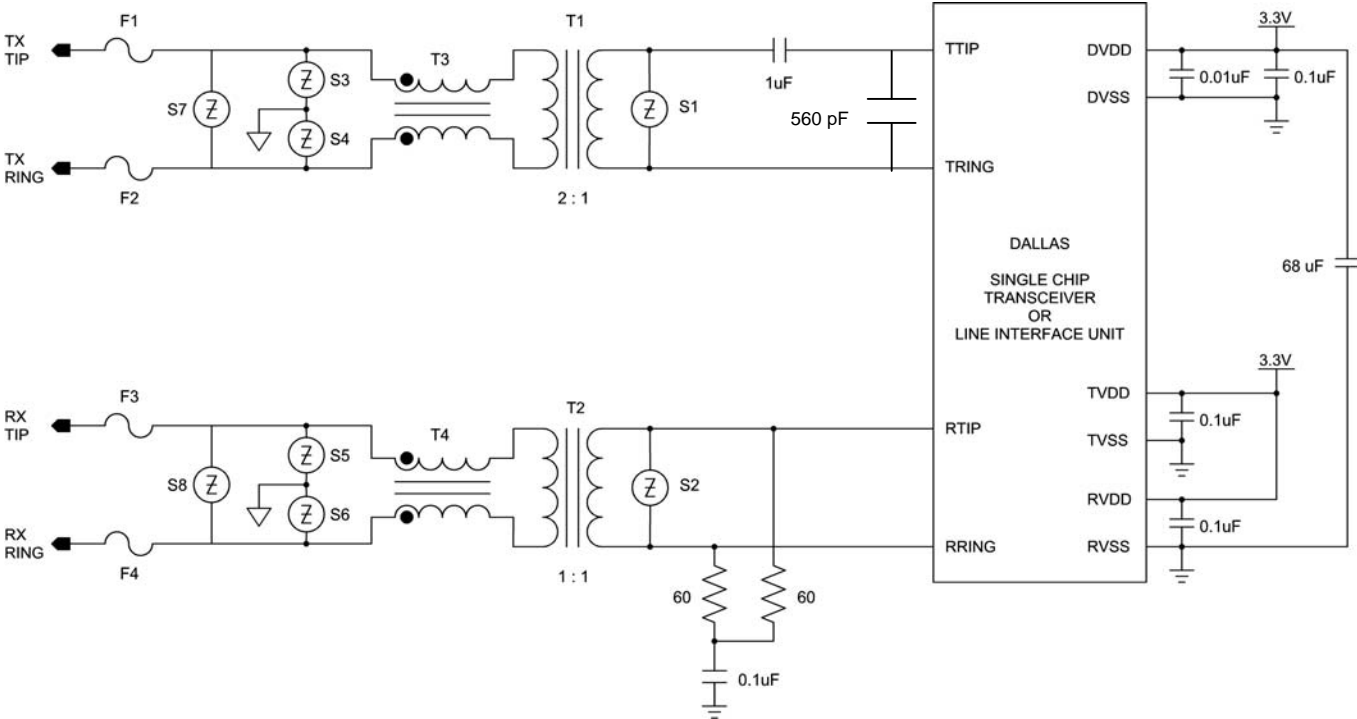 TX
TIP
F1
S7
S3
S4
T3
T1
S1
1uF
560 pF
TX
RING
F2
2 : 1
TTIP
TRING
DALLAS
SINGLE CHIP
TRANSCEIVER
OR
LINE INTERFACE UNIT
DVDD
DVSS
3.3V
0.01uF
0.1uF
68 uF
RX
TIP
F3
S8
S5
S6
T4
T2
S2
RX
RING
F4
1 : 1
60
60
0.1uF
RTIP
RRING
TVDD
TVSS
RVDD
RVSS
3.3V
0.1uF
0.1uF